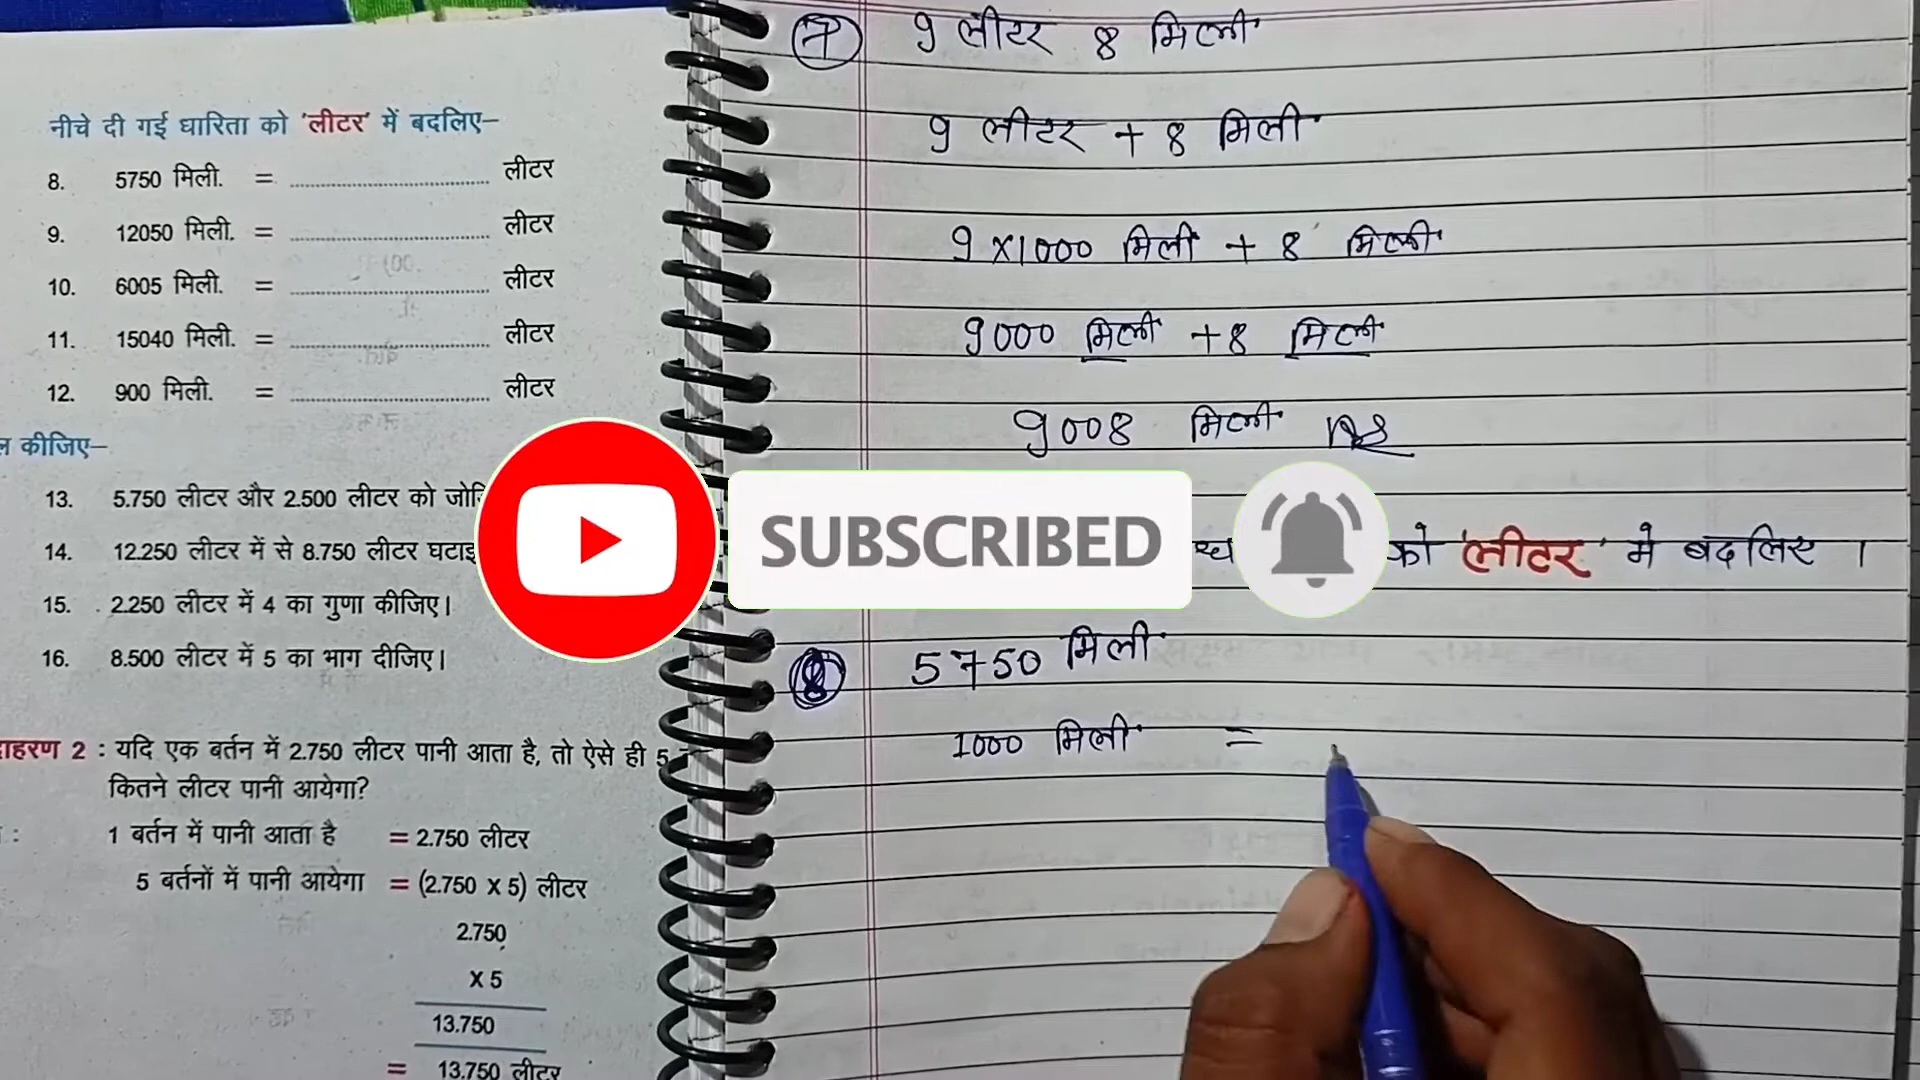 नीचे दी गई धारिता को 'लीटर' में बदलिए–
8. 5750 मिली. = ........................ लीटर
9. 12050 मिली. = ........................ लीटर
10. 6005 मिली. = ........................ लीटर
11. 15040 मिली. = ........................ लीटर
12. 900 मिली. = ........................ लीटर
कीजिए–
13. 5.750 लीटर और 2.500 लीटर को
14. 12.250 लीटर में से 8.750 लीटर
15. 2.250 लीटर में 4 का गुणा कीजिए।
16. 8.500 लीटर में 5 का भाग दीजिए।
2 : यदि एक बर्तन में 2.750 लीटर पानी आता है, तो ऐसे ही 5
कितने लीटर पानी आयेगा?
1 बर्तन में पानी आता है = 2.750 लीटर
5 बर्तनों में पानी आयेगा = (2.750 X 5) लीटर
2.750
X 5
13.750
= 13.750 लीटर
7 9 लीटर 8 मिली.
9 लीटर + 8 मिली.
9 X 1000 मिली + 8 मिली.
9000 मिली + 8 मिली
9008 मिली
SUBSCRIBED
को 'लीटर' मे बदलिए ।
8 5750 मिली.
1000 मिली. =